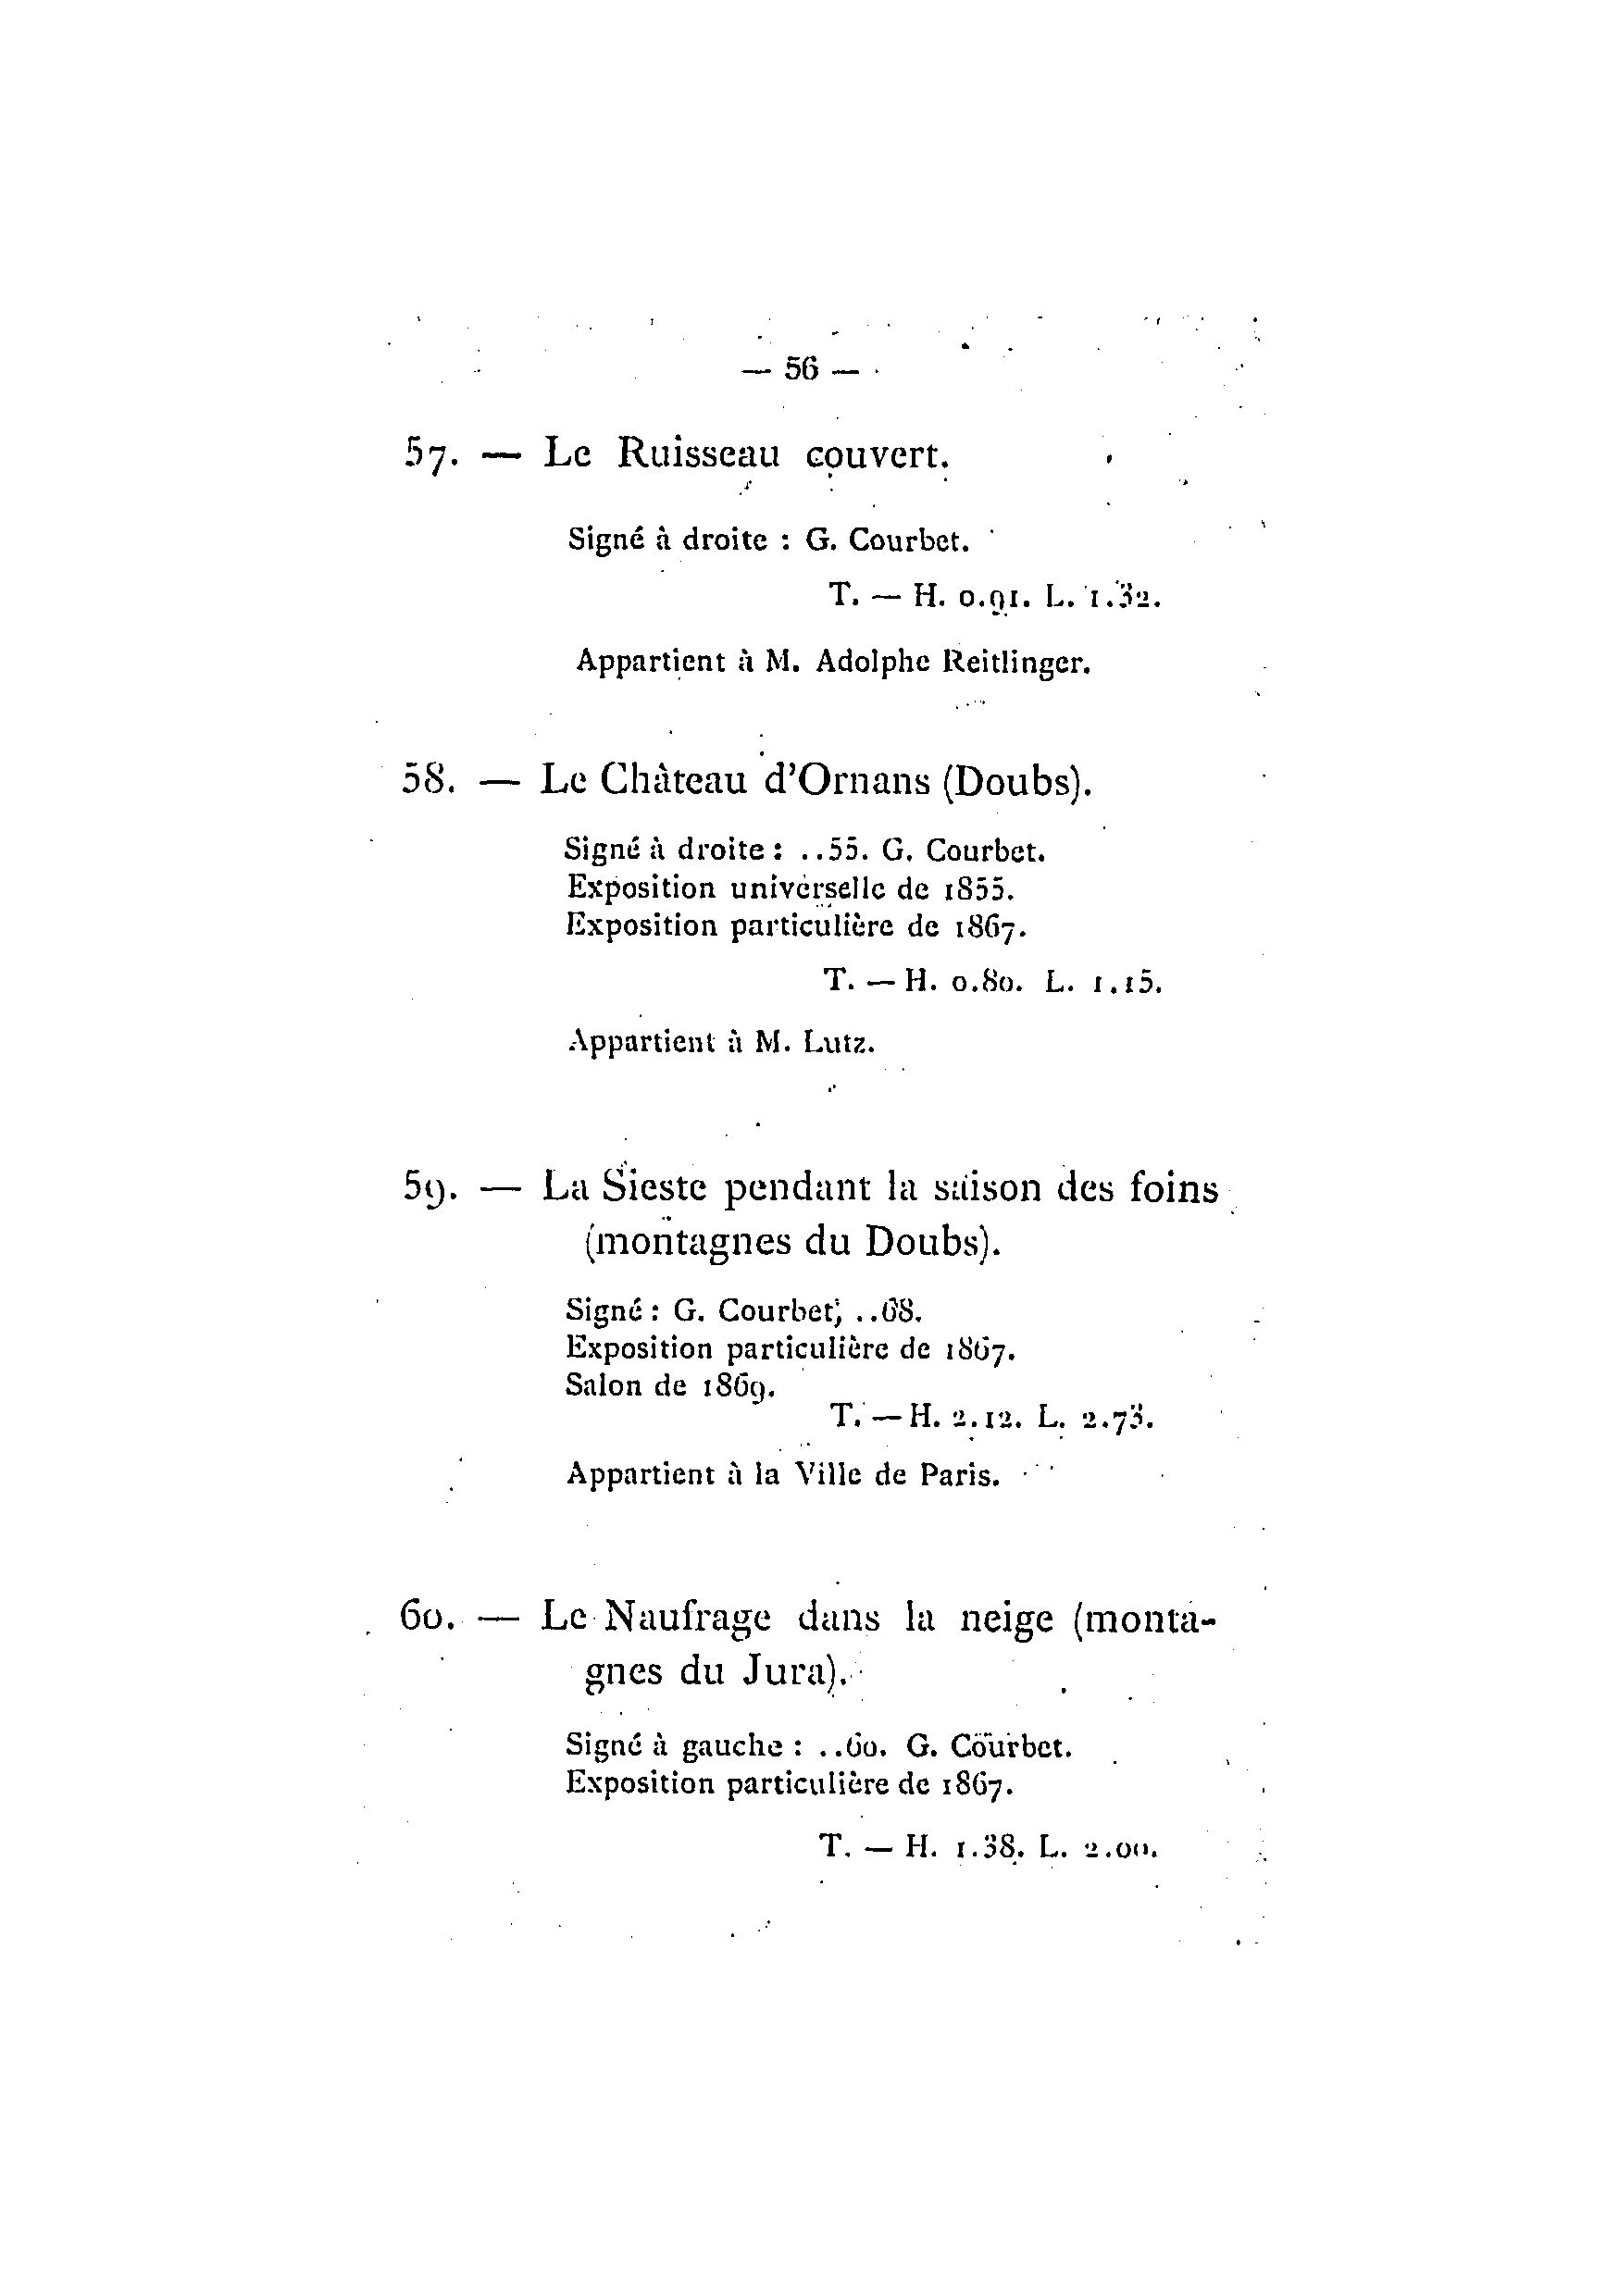 — 56 —
57. — Le Ruisseau couvert.
Signé à droite : G. Courbet.
T. — H. 0.91. L. 1.32.
Appartient à M. Adolphe Reitlinger.
58. — Le Château d'Ornans (Doubs).
Signé à droite : ..55. G. Courbet.
Exposition universelle de 1855.
Exposition particulière de 1867.
T. — H. 0.80. L. 1.15.
Appartient à M. Lutz.
59. — La Sieste pendant la saison des foins
(montagnes du Doubs).
Signé : G. Courbet, ..68.
Exposition particulière de 1867.
Salon de 1869.
T. — H. 2.12. L. 2.73.
Appartient à la Ville de Paris.
60. — Le Naufrage dans la neige (monta-
gnes du Jura).
Signé à gauche : ..60. G. Courbet.
Exposition particulière de 1867.
T. — H. 1.38. L. 2.00.